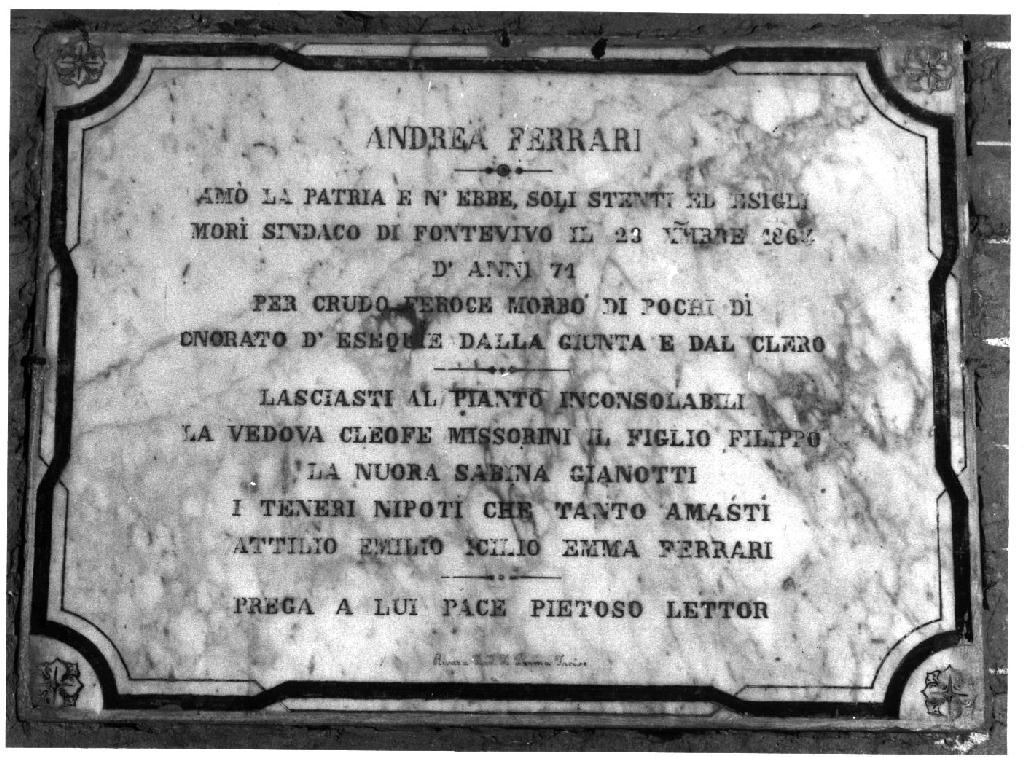 ANDREA FERRARI
AMÒ LA PATRIA E N' EBBE, SOLI STENTI ED ESIGLI
MORÌ SINDACO DI FONTEVIVO IL 23
D' ANNI 71
PER CRUDO FEROCE MORBO DI POCHI DÌ
ONORATO D' ESEQUIE DALLA GIUNTA E DAL CLERO
LASCIASTI AL PIANTO INCONSOLABILI
LA VEDOVA CLEOFE MISSORINI IL FIGLIO FILIPPO
LA NUORA SABINA GIANOTTI
I TENERI NIPOTI CHE TANTO AMASTI
ATTILIO EMILIO ICILIO EMMA FERRARI
PREGA A LUI PACE PIETOSO LETTOR